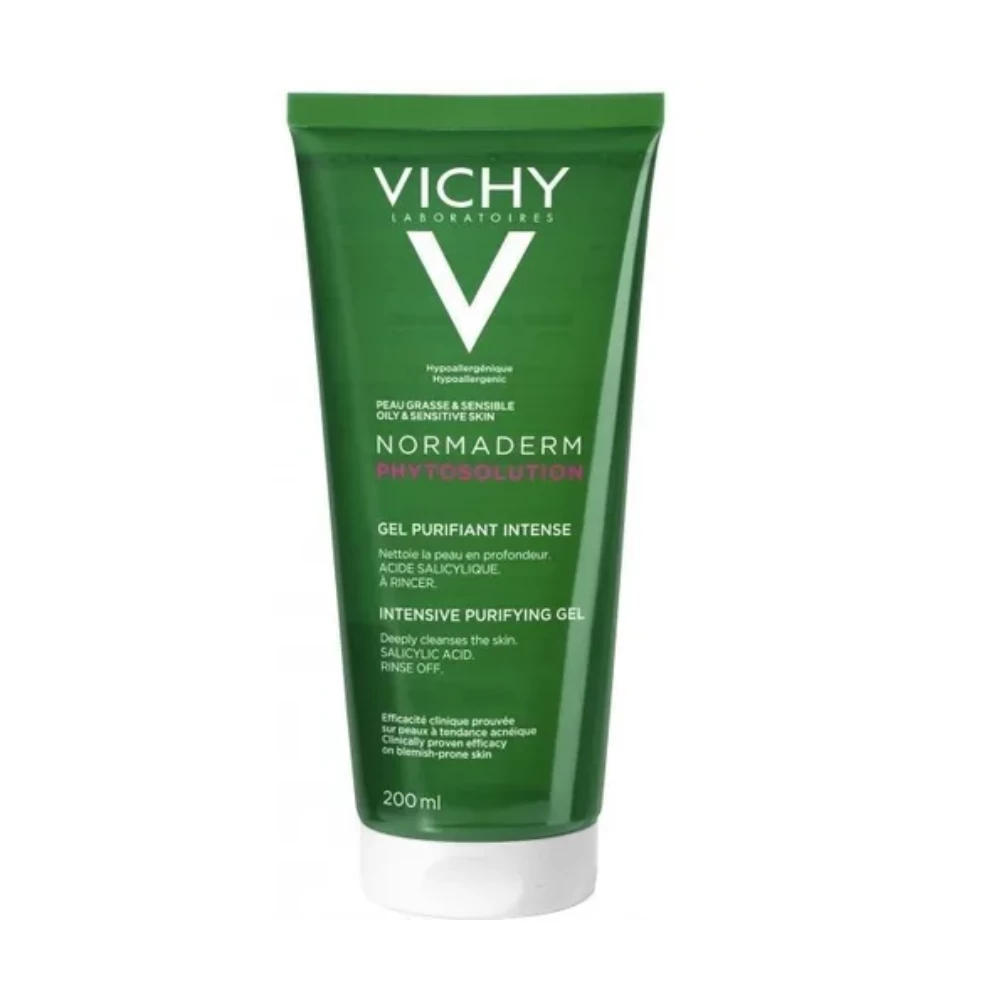 VICHY
LABORATOIRES
V
Hypoallergénique
Hypoallergenic
PEAU GRASSE & SENSIBLE
OILY & SENSITIVE SKIN
NORMADERM
PHYTOSOLUTION
GEL PURIFIANT INTENSE
Nettoie la peau en profondeur.
ACIDE SALICYLIQUE.
À RINCER.
INTENSIVE PURIFYING GEL
Deeply cleanses the skin.
SALICYLIC ACID.
RINSE OFF.
Efficacité clinique prouvée
sur peaux à tendance acnéique
Clinically proven efficacy
on blemish-prone skin
200 ml